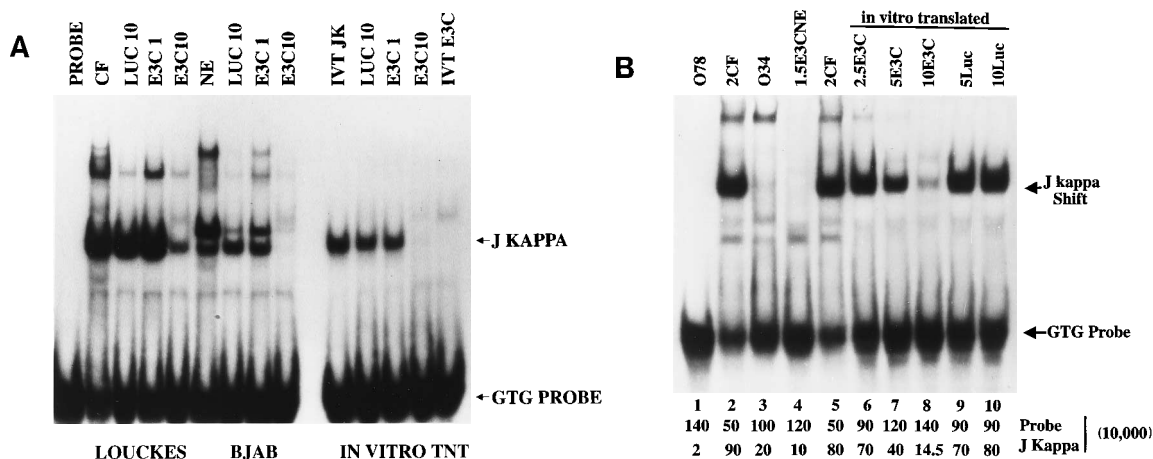 A
PROBE
CF
LUC 10
E3C 1
E3C10
NE
LUC 10
E3C 1
E3C10
IVT JK
LUC 10
E3C 1
E3C10
IVT E3C
J KAPPA
GTG PROBE
LOUCKES BJAB IN VITRO TNT
B
in vitro translated
O78
2CF
O34
1.5E3CNE
2CF
2.5E3C
5E3C
10E3C
5Luc
10Luc
J kappa
Shift
GTG Probe
1 2 3 4 5 6 7 8 9 10
140 50 100 120 50 90 120 140 90 90 Probe
2 90 20 10 80 70 40 14.5 70 80 J Kappa
(10,000)